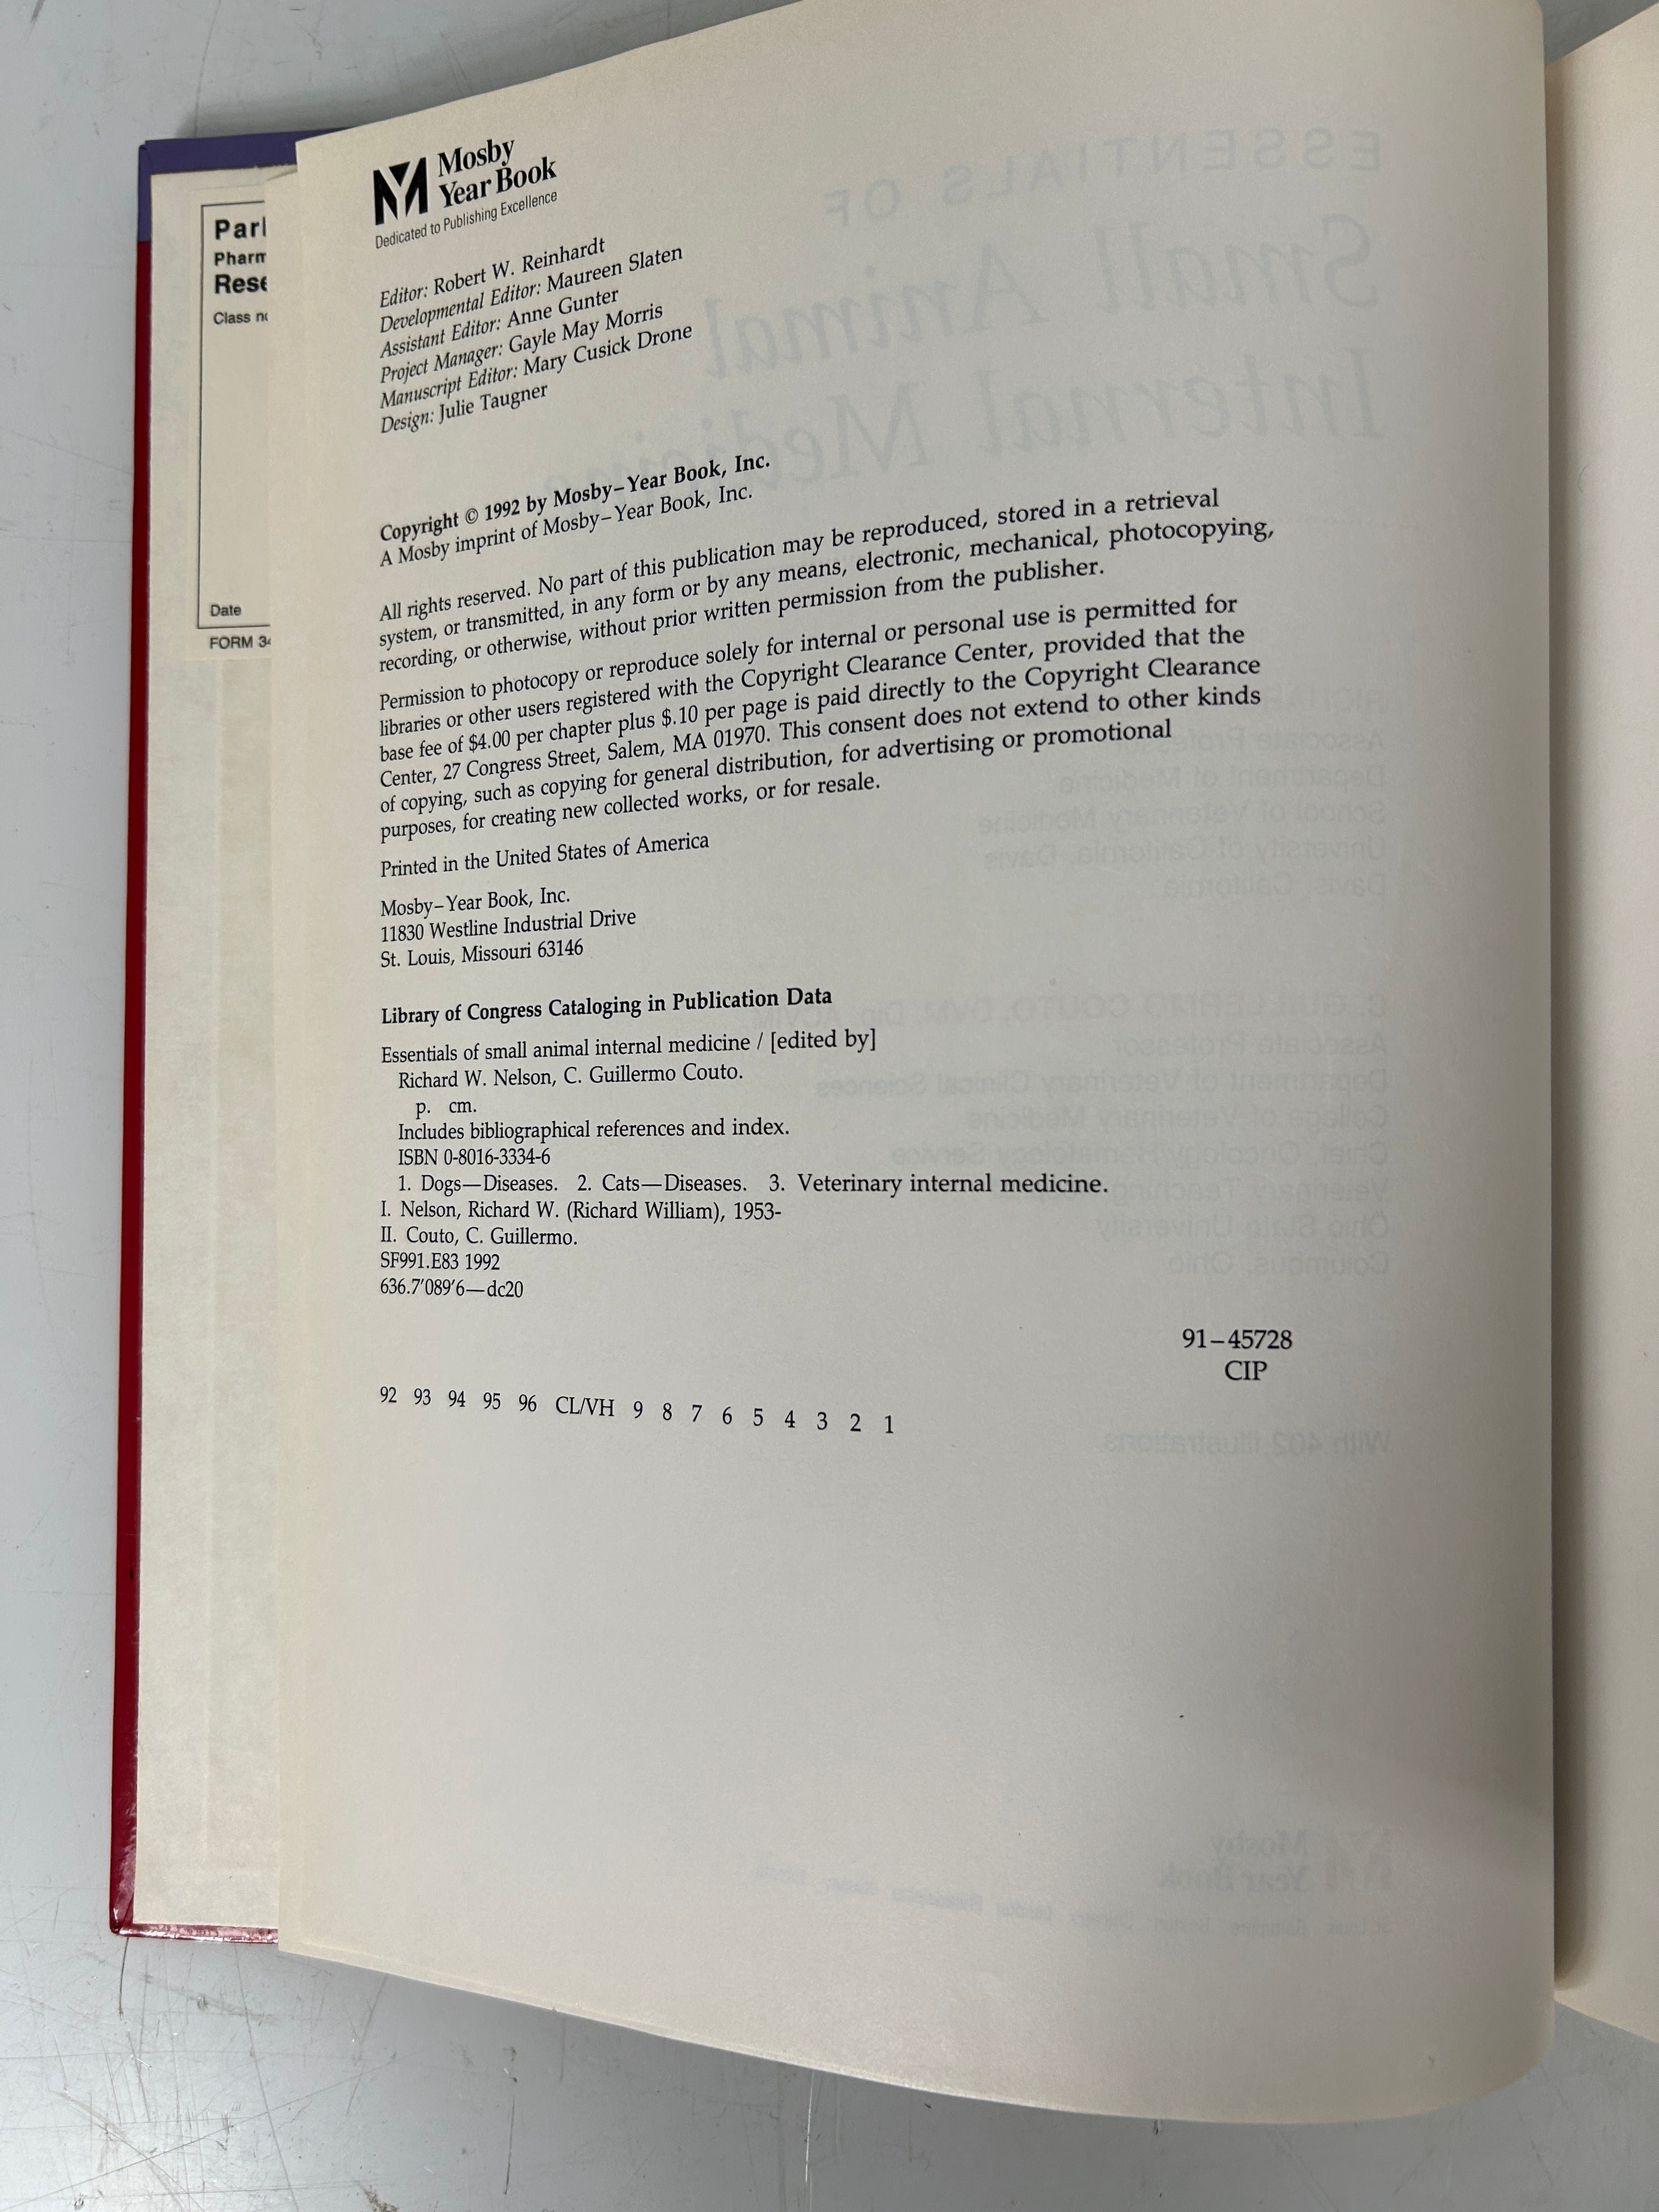 Parl
Pharm
Rese
Class no
Date
FORM 34
Mosby
Year Book
Dedicated to Publishing Excellence
Editor: Robert W. Reinhardt
Developmental Editor: Maureen Slaten
Assistant Editor: Anne Gunter
Project Manager: Gayle May Morris
Manuscript Editor: Mary Cusick Drone
Design: Julie Taugner
Copyright © 1992 by Mosby–Year Book, Inc.
A Mosby imprint of Mosby–Year Book, Inc.
All rights reserved. No part of this publication may be reproduced, stored in a retrieval
system, or transmitted, in any form or by any means, electronic, mechanical, photocopying,
recording, or otherwise, without prior written permission from the publisher.
Permission to photocopy or reproduce solely for internal or personal use is permitted for
libraries or other users registered with the Copyright Clearance Center, provided that the
base fee of $4.00 per chapter plus $.10 per page is paid directly to the Copyright Clearance
Center, 27 Congress Street, Salem, MA 01970. This consent does not extend to other kinds
of copying, such as copying for general distribution, for advertising or promotional
purposes, for creating new collected works, or for resale.
Printed in the United States of America
Mosby–Year Book, Inc.
11830 Westline Industrial Drive
St. Louis, Missouri 63146
Library of Congress Cataloging in Publication Data
Essentials of small animal internal medicine / [edited by]
Richard W. Nelson, C. Guillermo Couto.
p. cm.
Includes bibliographical references and index.
ISBN 0-8016-3334-6
1. Dogs—Diseases. 2. Cats—Diseases. 3. Veterinary internal medicine.
I. Nelson, Richard W. (Richard William), 1953-
II. Couto, C. Guillermo.
SF991.E83 1992
636.7'089'6—dc20
91–45728
CIP
92 93 94 95 96 CL/VH 9 8 7 6 5 4 3 2 1